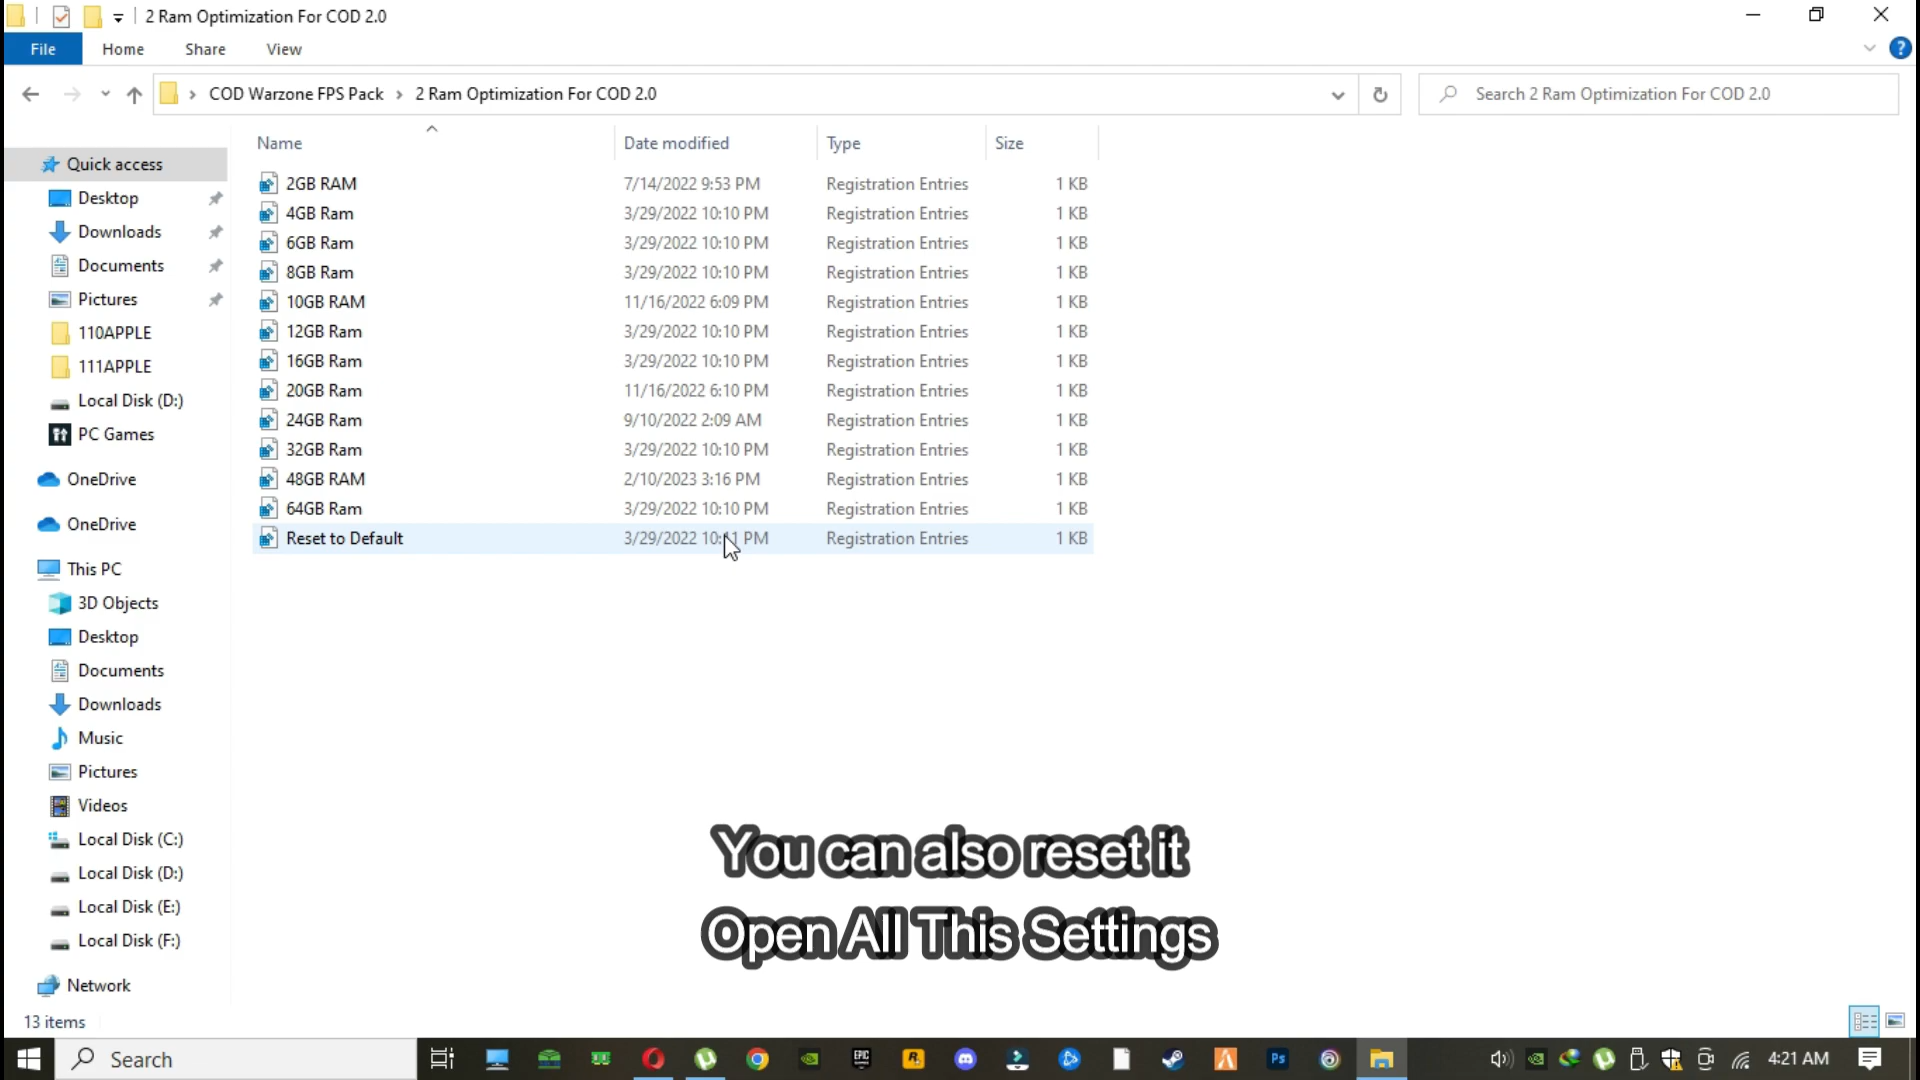 2 Ram Optimization For COD 2.0
File Home Share View
COD Warzone FPS Pack > 2 Ram Optimization For COD 2.0
Search 2 Ram Optimization For COD 2.0
Name Date modified Type Size
2GB RAM 7/14/2022 9:53 PM Registration Entries 1 KB
4GB Ram 3/29/2022 10:10 PM Registration Entries 1 KB
6GB Ram 3/29/2022 10:10 PM Registration Entries 1 KB
8GB Ram 3/29/2022 10:10 PM Registration Entries 1 KB
10GB RAM 11/16/2022 6:09 PM Registration Entries 1 KB
12GB Ram 3/29/2022 10:10 PM Registration Entries 1 KB
16GB Ram 3/29/2022 10:10 PM Registration Entries 1 KB
20GB Ram 11/16/2022 6:10 PM Registration Entries 1 KB
24GB Ram 9/10/2022 2:09 AM Registration Entries 1 KB
32GB Ram 3/29/2022 10:10 PM Registration Entries 1 KB
48GB RAM 2/10/2023 3:16 PM Registration Entries 1 KB
64GB Ram 3/29/2022 10:10 PM Registration Entries 1 KB
Reset to Default 3/29/2022 PM Registration Entries 1 KB
Quick access
Desktop
Downloads
Documents
Pictures
110APPLE
111APPLE
Local Disk (D:)
PC Games
OneDrive
OneDrive
This PC
3D Objects
Desktop
Documents
Downloads
Music
Pictures
Videos
Local Disk (C:)
Local Disk (D:)
Local Disk (E:)
Local Disk (F:)
Network
You can also reset it
Open All This Settings
13 items
Search
EPIC
R
Ps
4:21 AM